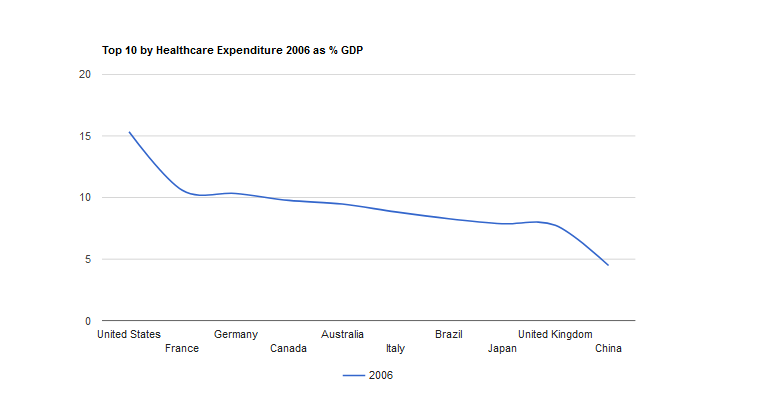 Top 10 by Healthcare Expenditure 2006 as % GDP
20
15
10
5
0
United States Germany Australia Brazil United Kingdom
France Canada Italy Japan China
2006